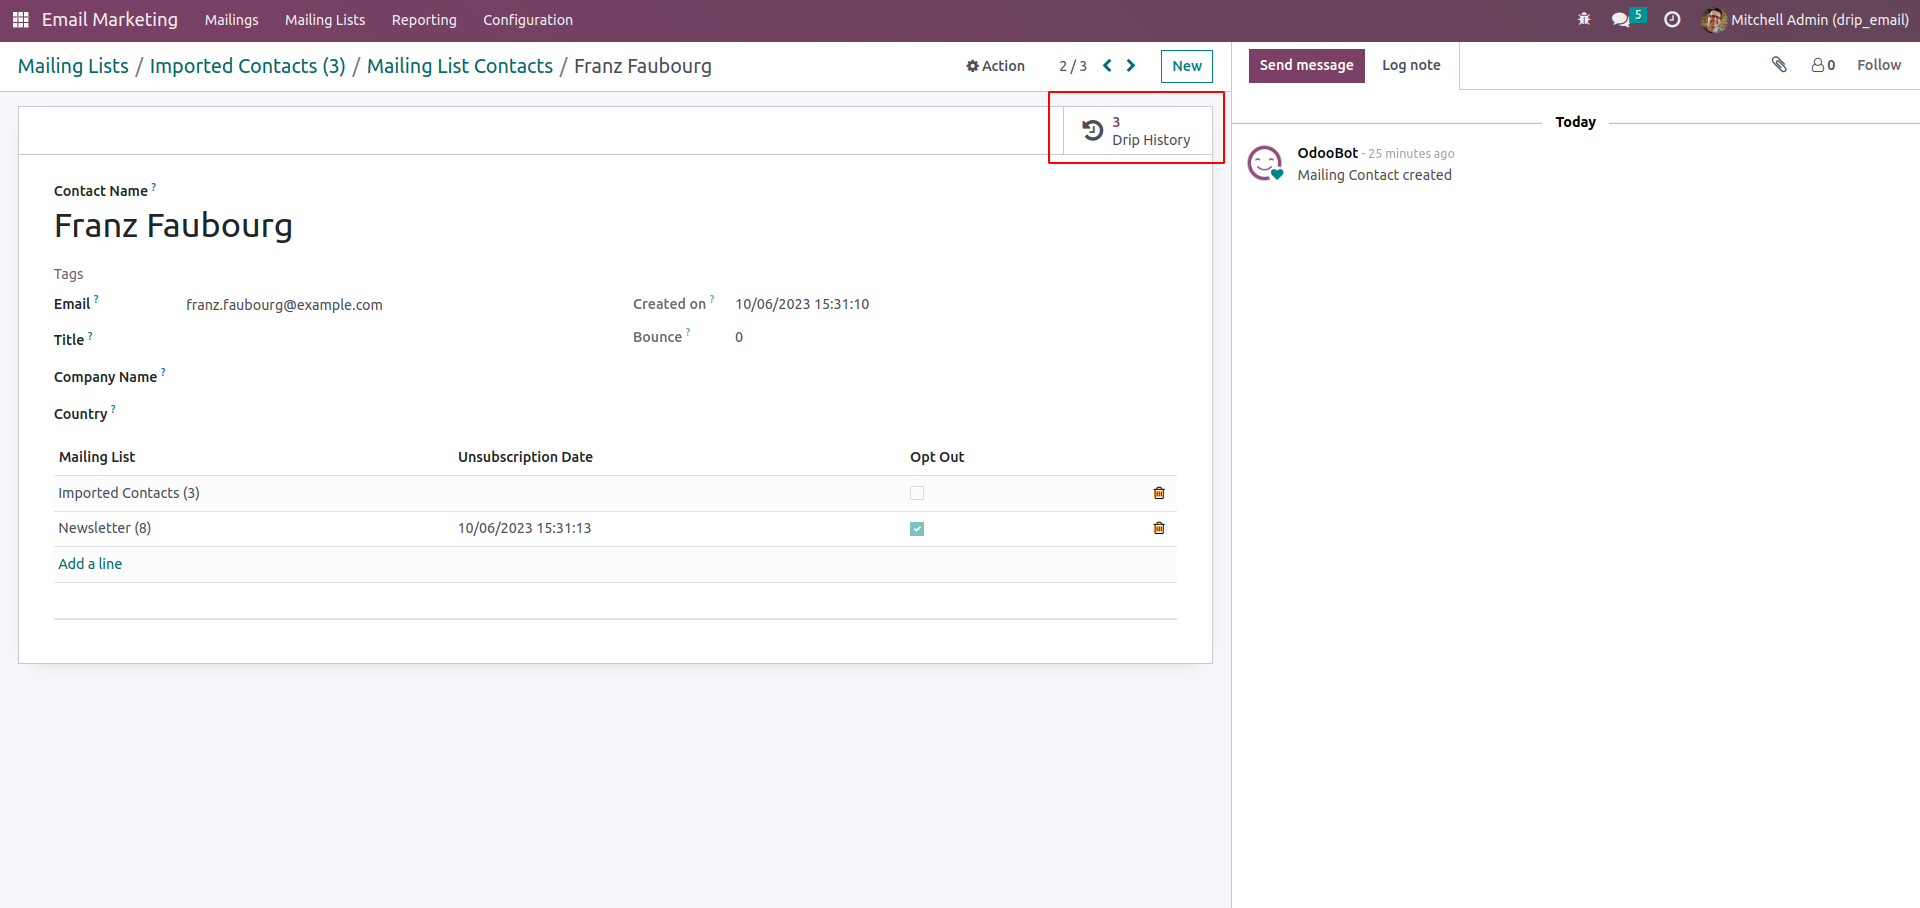 Email Marketing Mailings Mailing Lists Reporting Configuration 5 Mitchell Admin (drip_email)
Mailing Lists / Imported Contacts (3) / Mailing List Contacts / Franz Faubourg Action 2 / 3 New
Send message Log note 0 Follow
3
Drip History
Today
OdooBot - 25 minutes ago
Mailing Contact created
Contact Name ?
Franz Faubourg
Tags
Email ? franz.faubourg@example.com Created on ? 10/06/2023 15:31:10
Title ? Bounce ? 0
Company Name ?
Country ?
Mailing List Unsubscription Date Opt Out
Imported Contacts (3)
Newsletter (8) 10/06/2023 15:31:13
Add a line